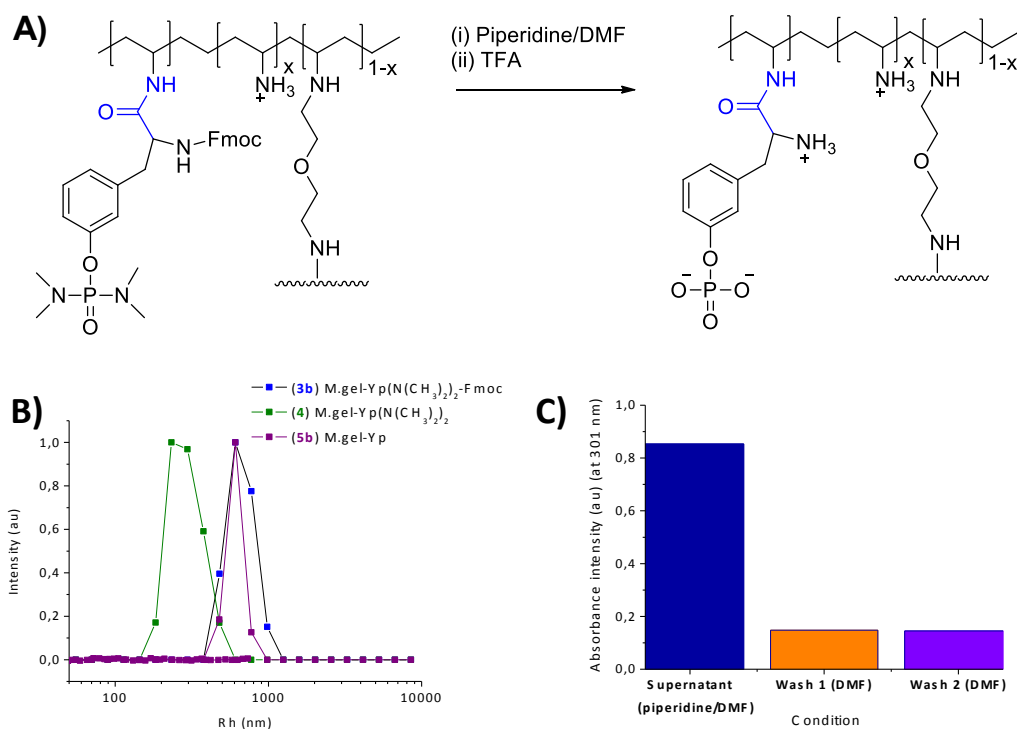 A)
(i) Piperidine/DMF
(ii) TFA
x
1-x
x
1-x
NH
NH3
+
NH
NH
NH3
+
NH
O
N
H
Fmoc
O
O
NH3
+
O
NH
NH
O
O
N
P
N
O
O-
P
O-
O
B)
(3b) M.gel-Yp(N(CH3)2)2-Fmoc
(4) M.gel-Yp(N(CH3)2)2
(5b) M.gel-Yp
Intensity (au)
1,0
0,8
0,6
0,4
0,2
0,0
100
1000
10000
Rh (nm)
C)
Absorbance intensity (au) (at 301 nm)
0,8
0,6
0,4
0,2
0,0
Supernatant
(piperidine/DMF)
Wash 1 (DMF)
Wash 2 (DMF)
Condition